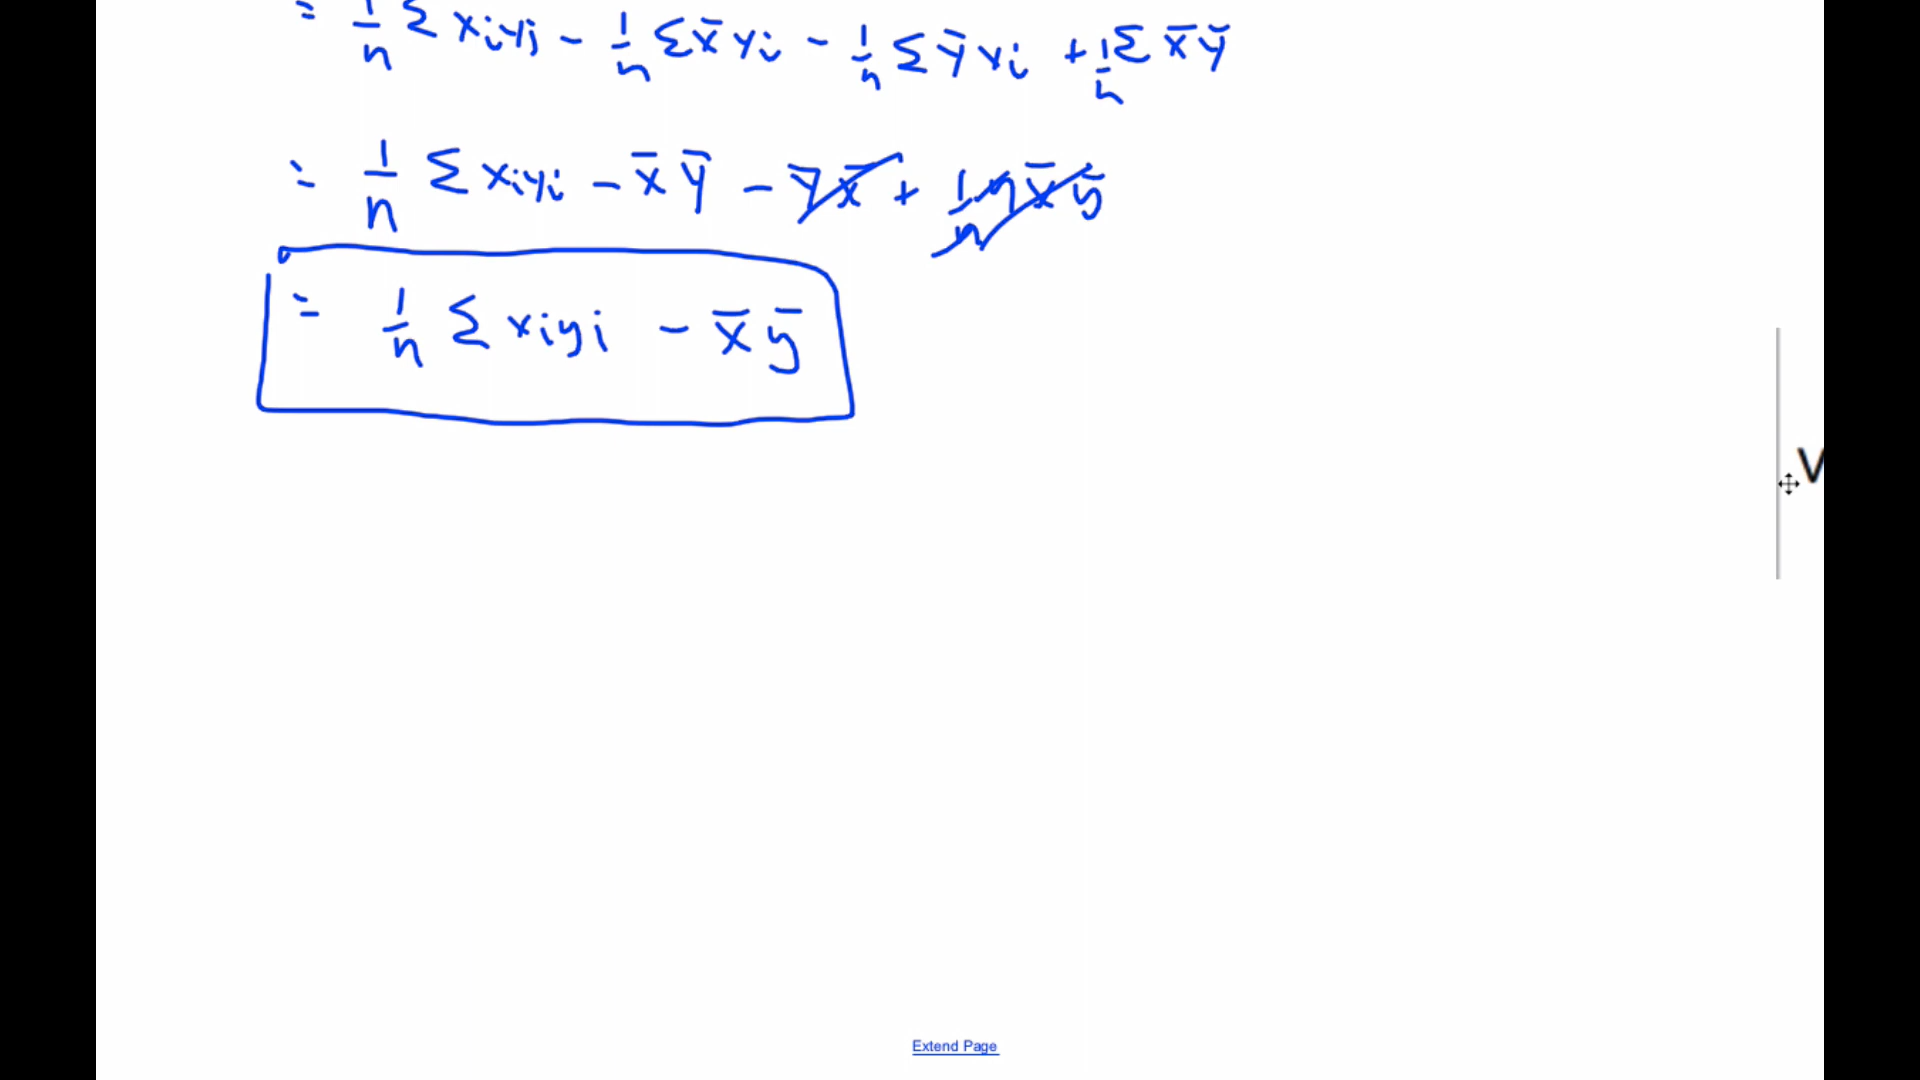 = 1/n Σ xᵢyᵢ - 1/n Σ x̄ yᵢ - 1/n Σ ȳ xᵢ + 1/n Σ x̄ ȳ
= 1/n Σ xᵢyᵢ - x̄ ȳ - ȳ x̄ + 1/n n x̄ ȳ
= 1/n Σ xᵢyᵢ - x̄ ȳ
V
Extend Page